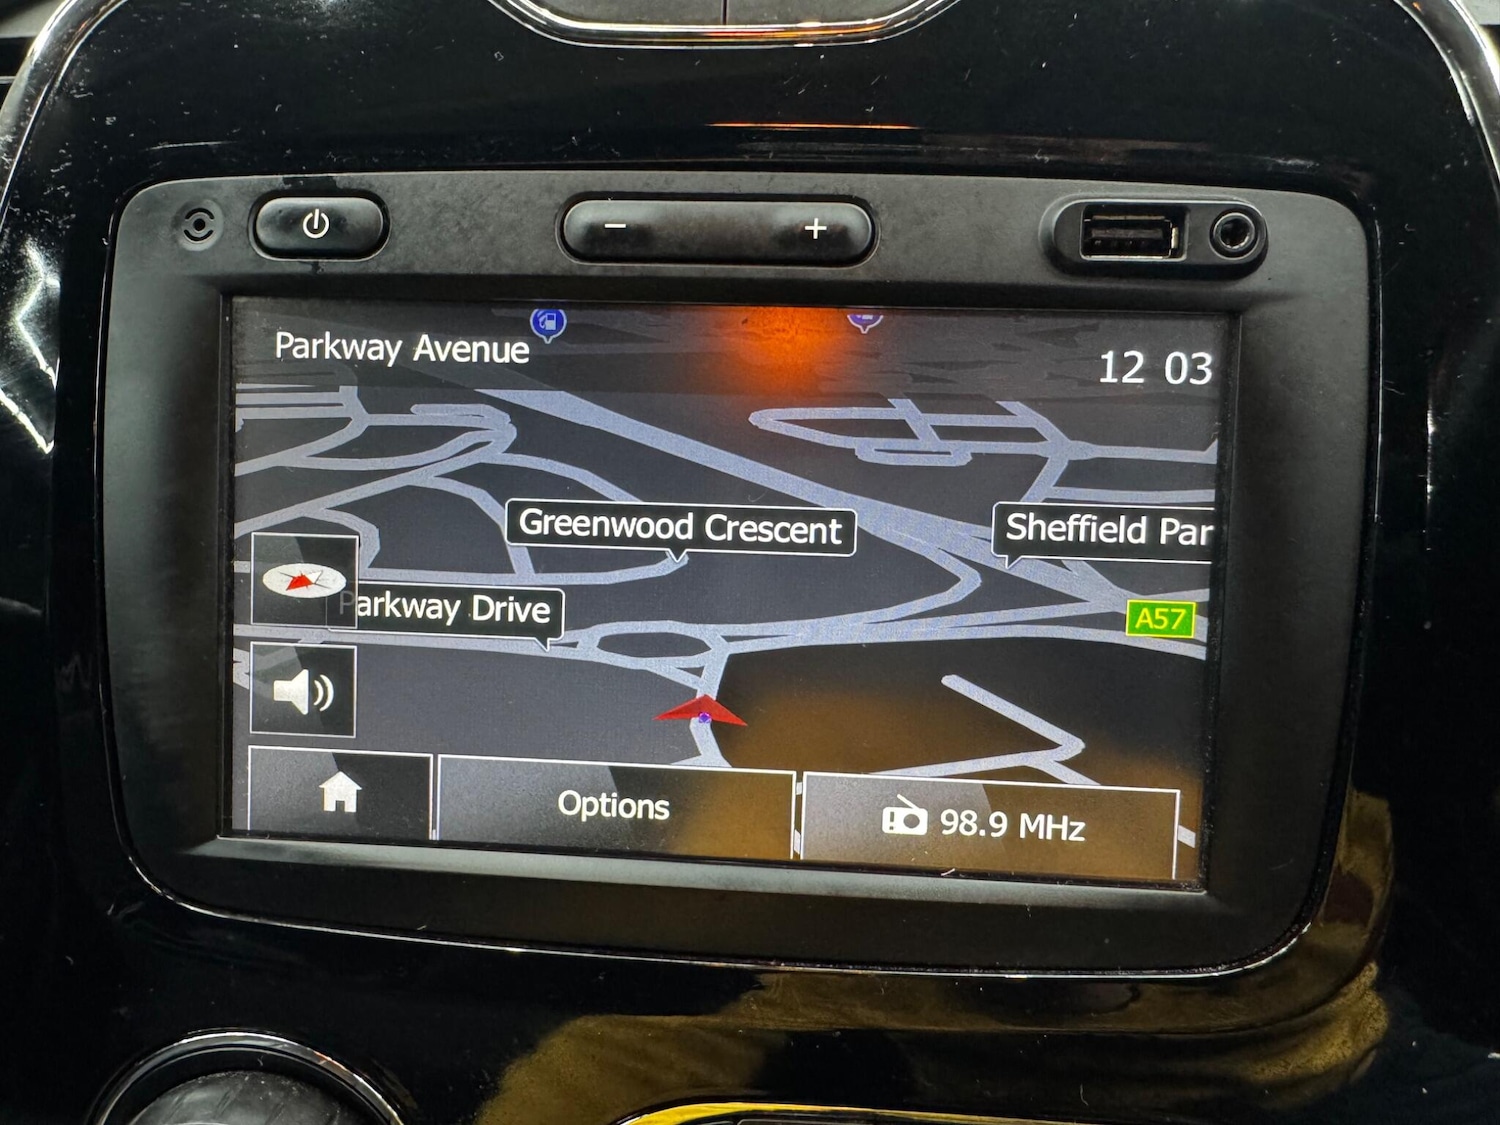 − +
Parkway Avenue
12 03
Greenwood Crescent
Sheffield Par
Parkway Drive
A57
Options
98.9 MHz